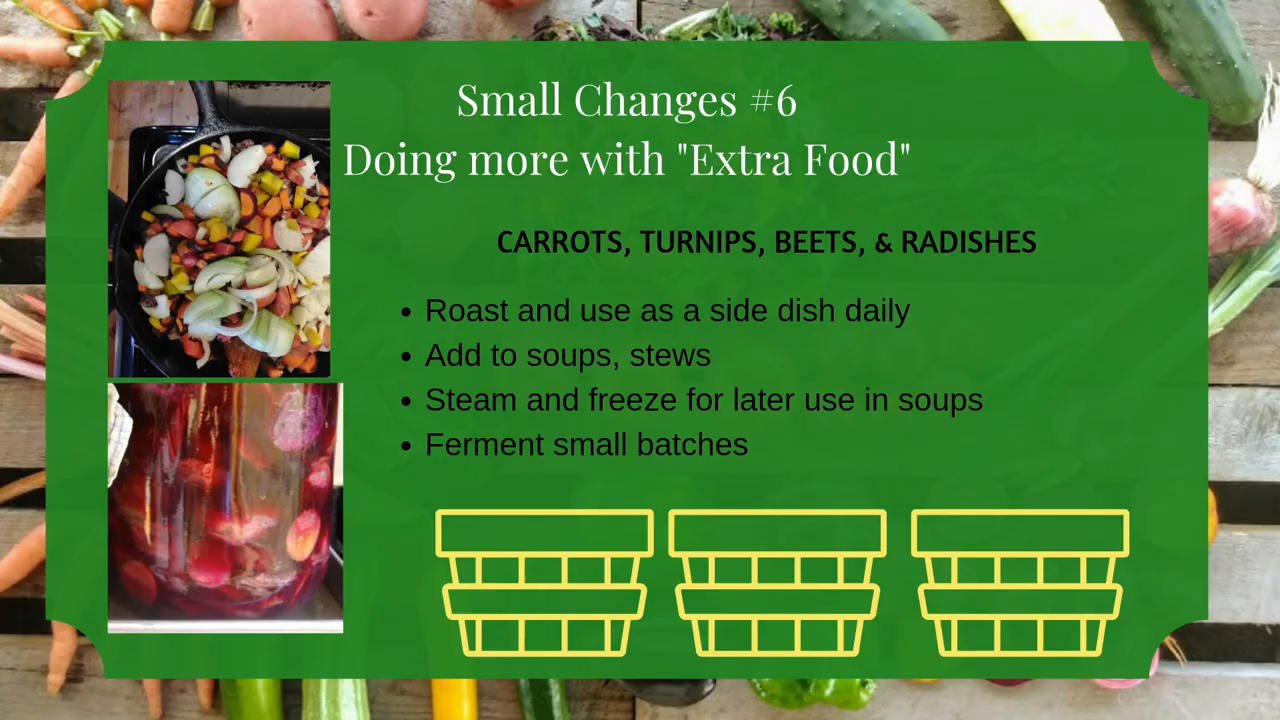 Small Changes #6
Doing more with "Extra Food"
CARROTS, TURNIPS, BEETS, & RADISHES
• Roast and use as a side dish daily
• Add to soups, stews
• Steam and freeze for later use in soups
• Ferment small batches